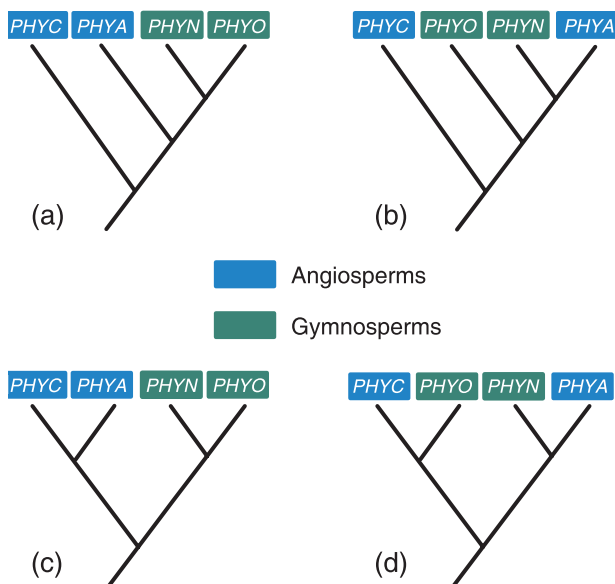 PHYC PHYA PHYN PHYO
(a)
PHYC PHYO PHYN PHYA
(b)
Angiosperms
Gymnosperms
PHYC PHYA PHYN PHYO
(c)
PHYC PHYO PHYN PHYA
(d)